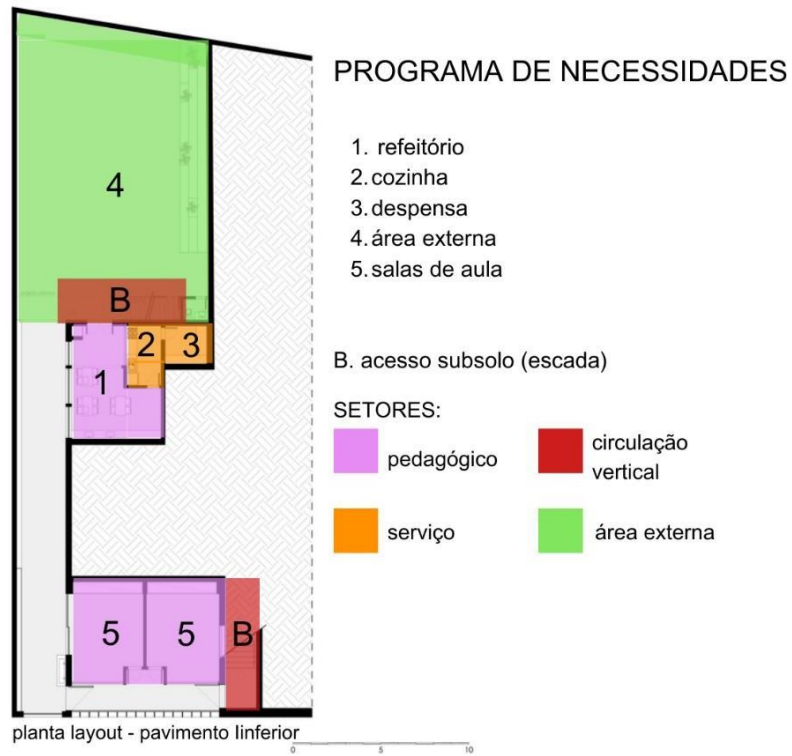 PROGRAMA DE NECESSIDADES
1. refeitório
2. cozinha
3. despensa
4. área externa
5. salas de aula
B. acesso subsolo (escada)
SETORES:
pedagógico
circulação
vertical
serviço
área externa
4
B
2
3
1
5
5
B
planta layout - pavimento Iinferior
0
5
10